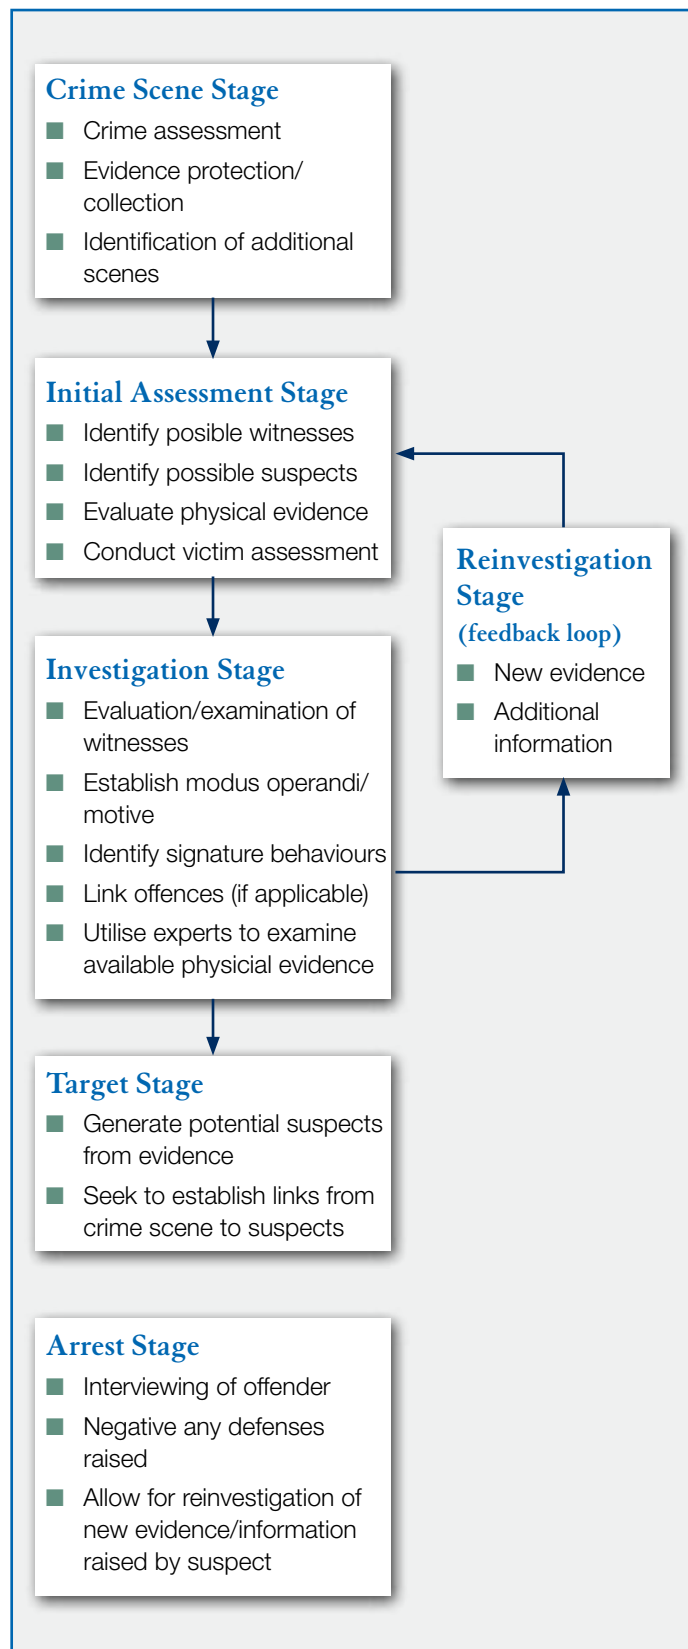 Crime Scene Stage
■ Crime assessment
■ Evidence protection/
collection
■ Identification of additional
scenes
Initial Assessment Stage
■ Identify posible witnesses
■ Identify possible suspects
■ Evaluate physical evidence
■ Conduct victim assessment
Reinvestigation
Stage
(feedback loop)
■ New evidence
■ Additional
information
Investigation Stage
■ Evaluation/examination of
witnesses
■ Establish modus operandi/
motive
■ Identify signature behaviours
■ Link offences (if applicable)
■ Utilise experts to examine
available physicial evidence
Target Stage
■ Generate potential suspects
from evidence
■ Seek to establish links from
crime scene to suspects
Arrest Stage
■ Interviewing of offender
■ Negative any defenses
raised
■ Allow for reinvestigation of
new evidence/information
raised by suspect